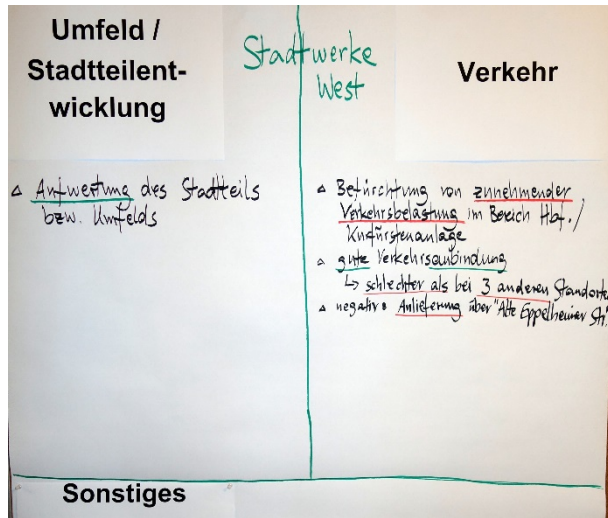 Umfeld /
Stadtteilent-
wicklung
Stadtwerke
West
Verkehr
△ Aufwertung des Stadtteils
bzw. Umfelds
△ Befürchtung von zunehmender
Verkehrsbelastung im Bereich Hbf./
Kurfürstenanlage
△ gute Verkehrsanbindung
↳ schlechter als bei 3 anderen Standorte
△ negativ: Anlieferung über "Alte Eppelheimer Str."
Sonstiges